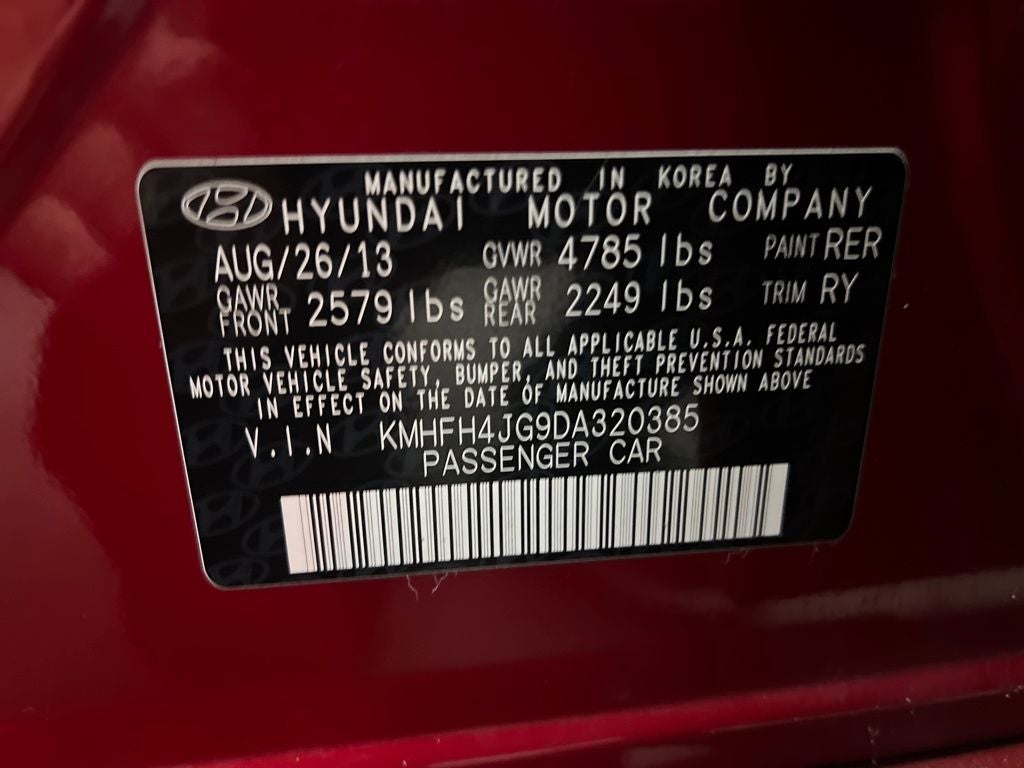 MANUFACTURED IN KOREA BY
HYUNDAI MOTOR COMPANY
AUG/26/13 GVWR 4785 lbs PAINT RER
GAWR FRONT 2579 lbs GAWR REAR 2249 lbs TRIM RY
THIS VEHICLE CONFORMS TO ALL APPLICABLE U.S.A. FEDERAL
MOTOR VEHICLE SAFETY, BUMPER, AND THEFT PREVENTION STANDARDS
IN EFFECT ON THE DATE OF MANUFACTURE SHOWN ABOVE
V.I.N KMHFH4JG9DA320385
PASSENGER CAR